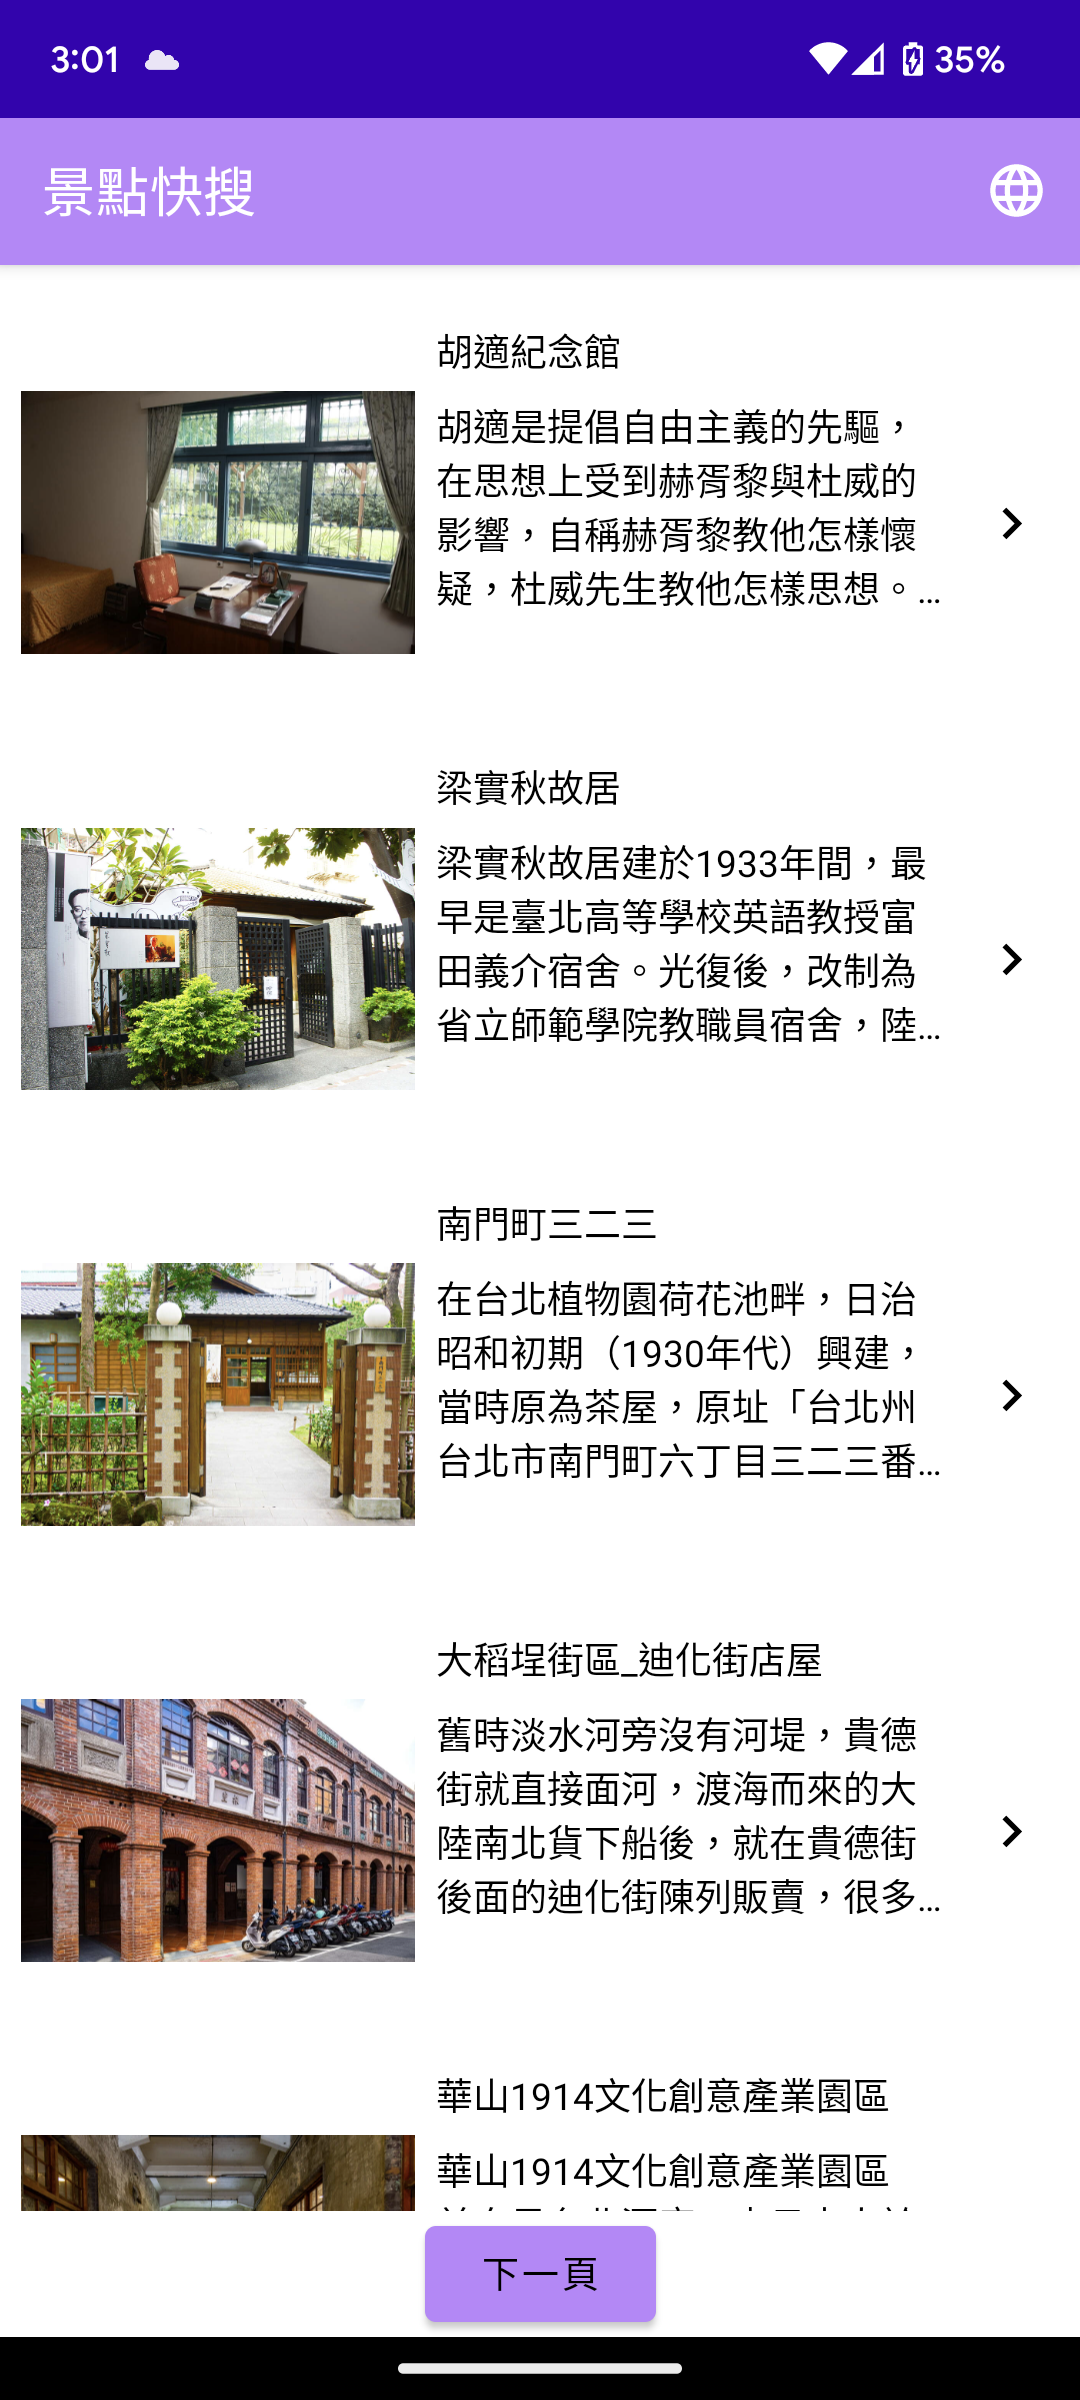 3:01
35%
景點快搜
胡適紀念館
胡適是提倡自由主義的先驅，
在思想上受到赫胥黎與杜威的
影響，自稱赫胥黎教他怎樣懷
疑，杜威先生教他怎樣思想。…
梁實秋故居
梁實秋故居建於1933年間，最
早是臺北高等學校英語教授富
田義介宿舍。光復後，改制為
省立師範學院教職員宿舍，陸…
南門町三二三
在台北植物園荷花池畔，日治
昭和初期（1930年代）興建，
當時原為茶屋，原址「台北州
台北市南門町六丁目三二三番…
大稻埕街區_迪化街店屋
舊時淡水河旁沒有河堤，貴德
街就直接面河，渡海而來的大
陸南北貨下船後，就在貴德街
後面的迪化街陳列販賣，很多…
華山1914文化創意產業園區
華山1914文化創意產業園區
下一頁